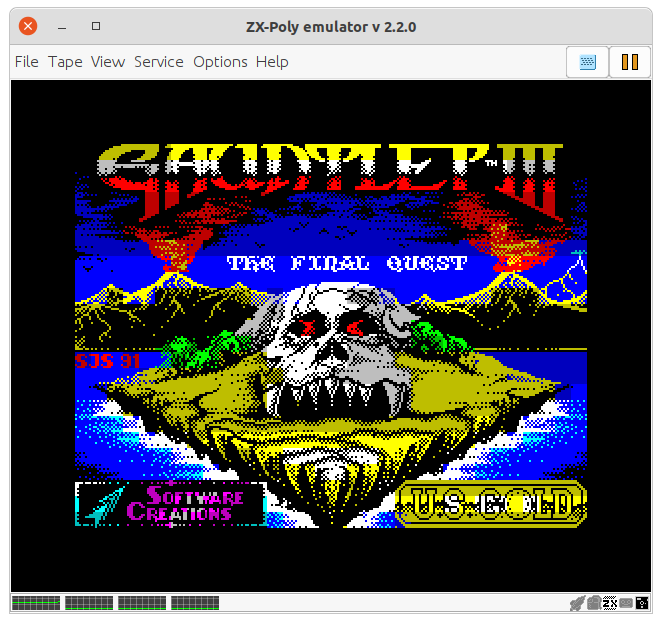 ZX-Poly emulator v 2.2.0
File Tape View Service Options Help
GAUNTLET™ III
THE FINAL QUEST
SJS 91
SOFTWARE
CREATIONS
U·S·GOLD
ZX